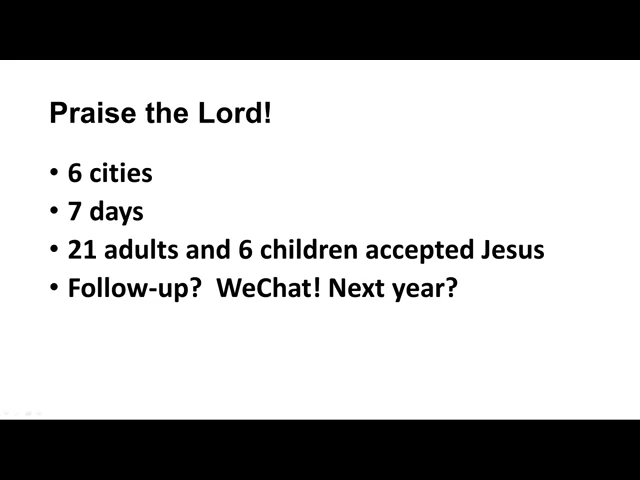 Praise the Lord!
• 6 cities
• 7 days
• 21 adults and 6 children accepted Jesus
• Follow-up?  WeChat! Next year?